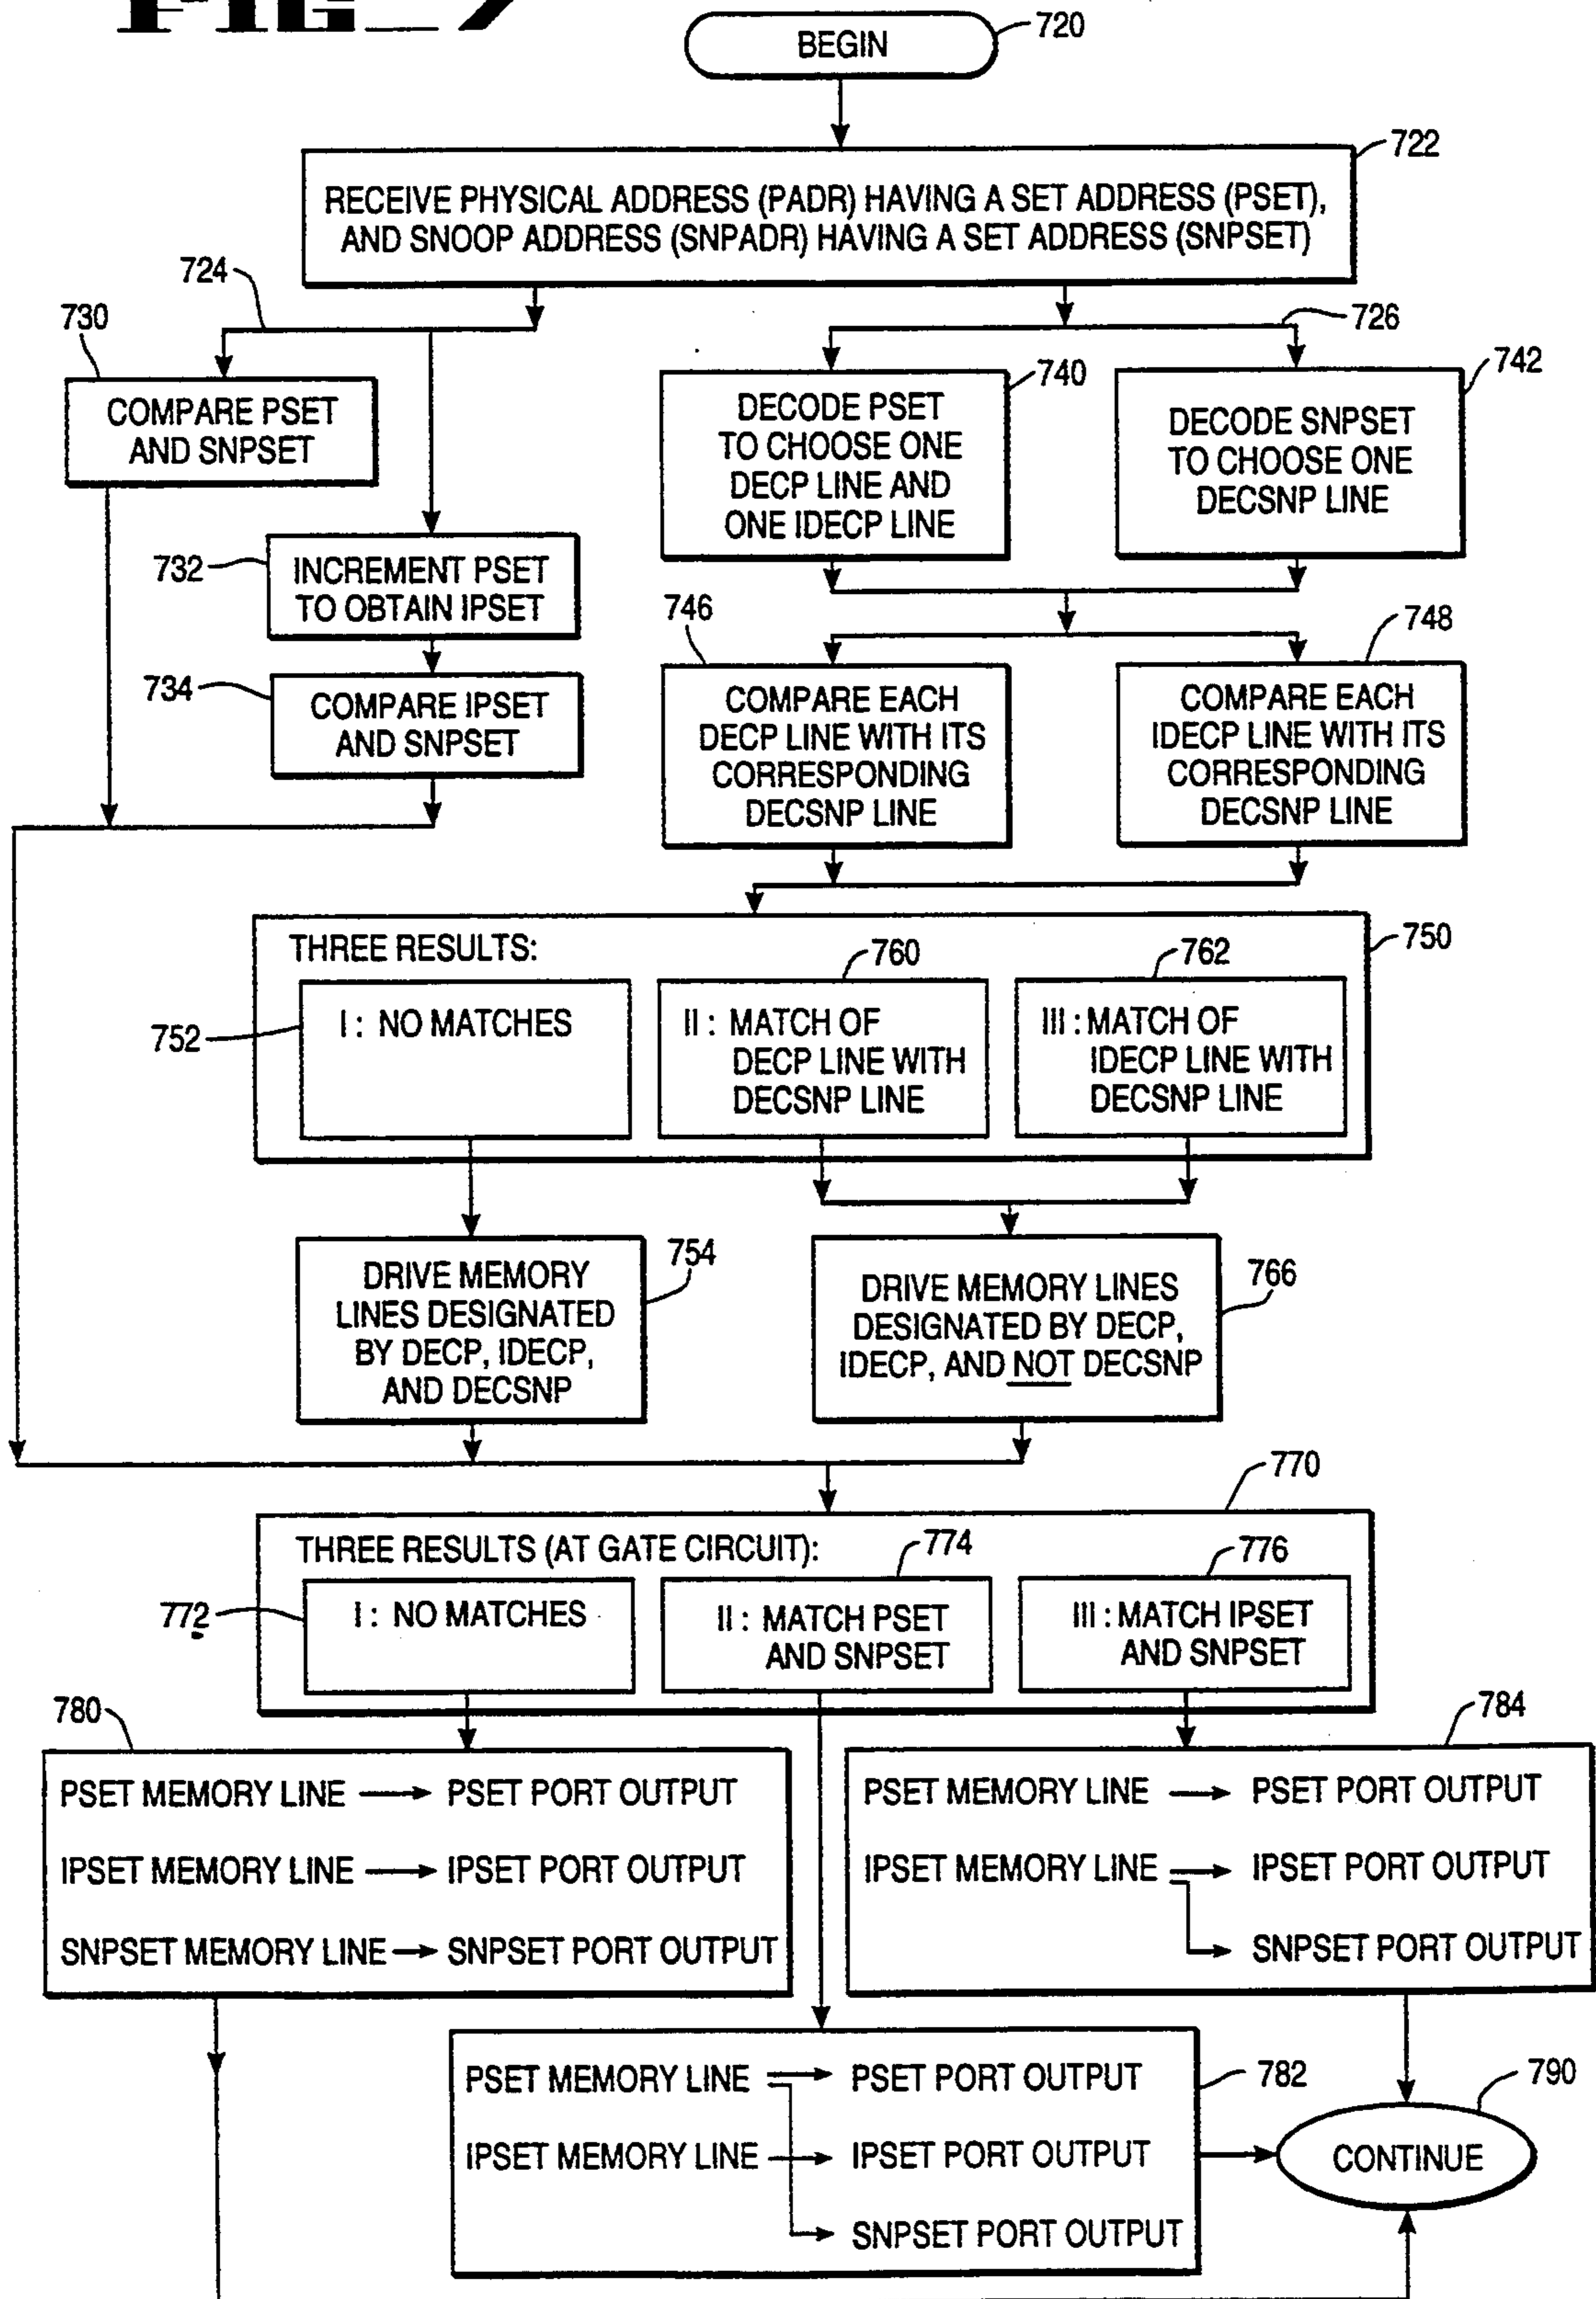 FIG_7
BEGIN
720
722
RECEIVE PHYSICAL ADDRESS (PADR) HAVING A SET ADDRESS (PSET),
AND SNOOP ADDRESS (SNPADR) HAVING A SET ADDRESS (SNPSET)
724
726
730
COMPARE PSET
AND SNPSET
732
INCREMENT PSET
TO OBTAIN IPSET
734
COMPARE IPSET
AND SNPSET
740
DECODE PSET
TO CHOOSE ONE
DECP LINE AND
ONE IDECP LINE
742
DECODE SNPSET
TO CHOOSE ONE
DECSNP LINE
746
COMPARE EACH
DECP LINE WITH ITS
CORRESPONDING
DECSNP LINE
748
COMPARE EACH
IDECP LINE WITH ITS
CORRESPONDING
DECSNP LINE
750
THREE RESULTS:
752
I : NO MATCHES
760
II : MATCH OF
DECP LINE WITH
DECSNP LINE
762
III : MATCH OF
IDECP LINE WITH
DECSNP LINE
754
DRIVE MEMORY
LINES DESIGNATED
BY DECP, IDECP,
AND DECSNP
766
DRIVE MEMORY LINES
DESIGNATED BY DECP,
IDECP, AND NOT DECSNP
770
THREE RESULTS (AT GATE CIRCUIT):
772
I : NO MATCHES
774
II : MATCH PSET
AND SNPSET
776
III : MATCH IPSET
AND SNPSET
780
PSET MEMORY LINE → PSET PORT OUTPUT
IPSET MEMORY LINE → IPSET PORT OUTPUT
SNPSET MEMORY LINE → SNPSET PORT OUTPUT
784
PSET MEMORY LINE → PSET PORT OUTPUT
IPSET MEMORY LINE → IPSET PORT OUTPUT
→ SNPSET PORT OUTPUT
782
PSET MEMORY LINE → PSET PORT OUTPUT
IPSET MEMORY LINE → IPSET PORT OUTPUT
→ SNPSET PORT OUTPUT
790
CONTINUE